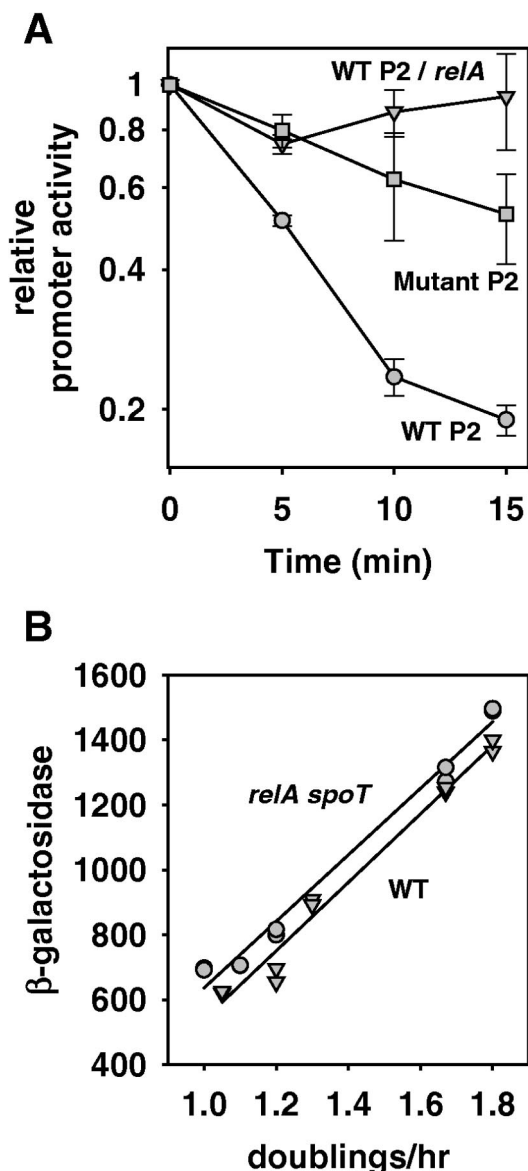 A
WT P2 / relA
1
0.8
0.6
0.4
0.2
relative
promoter activity
Mutant P2
WT P2
0 5 10 15
Time (min)
B
1600
1400
1200
1000
800
600
400
β-galactosidase
relA spoT
WT
1.0 1.2 1.4 1.6 1.8
doublings/hr